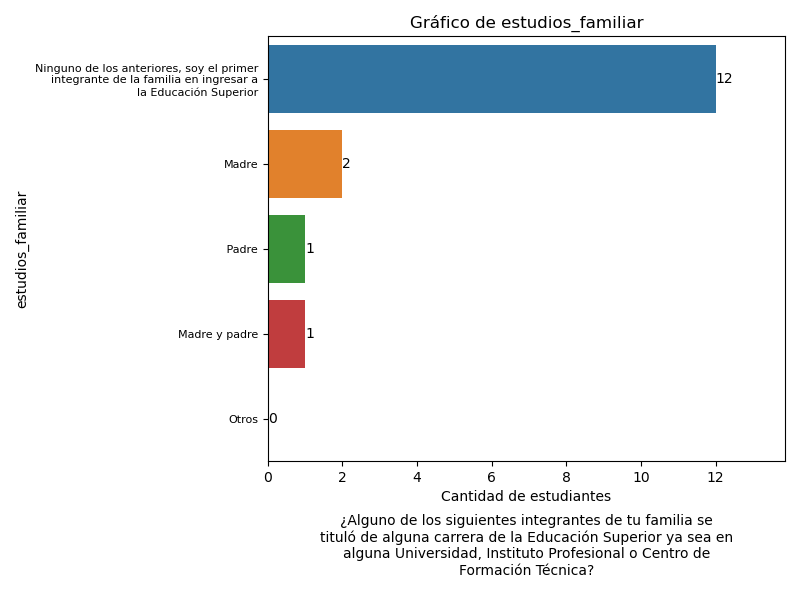 Gráfico de estudios_familiar
estudios_familiar
Ninguno de los anteriores, soy el primer
integrante de la familia en ingresar a
la Educación Superior
12
Madre
2
Padre
1
Madre y padre
1
Otros
0
0 2 4 6 8 10 12
Cantidad de estudiantes
¿Alguno de los siguientes integrantes de tu familia se
tituló de alguna carrera de la Educación Superior ya sea en
alguna Universidad, Instituto Profesional o Centro de
Formación Técnica?